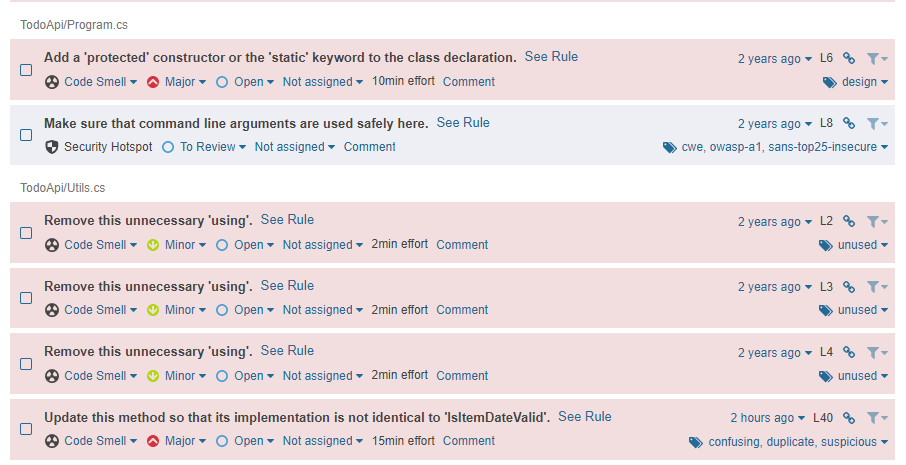 TodoApi/Program.cs
Add a 'protected' constructor or the 'static' keyword to the class declaration. See Rule 2 years ago L6
Code Smell Major Open Not assigned 10min effort Comment design
Make sure that command line arguments are used safely here. See Rule 2 years ago L8
Security Hotspot To Review Not assigned Comment cwe, owasp-a1, sans-top25-insecure
TodoApi/Utils.cs
Remove this unnecessary 'using'. See Rule 2 years ago L2
Code Smell Minor Open Not assigned 2min effort Comment unused
Remove this unnecessary 'using'. See Rule 2 years ago L3
Code Smell Minor Open Not assigned 2min effort Comment unused
Remove this unnecessary 'using'. See Rule 2 years ago L4
Code Smell Minor Open Not assigned 2min effort Comment unused
Update this method so that its implementation is not identical to 'IsItemDateValid'. See Rule 2 hours ago L40
Code Smell Major Open Not assigned 15min effort Comment confusing, duplicate, suspicious